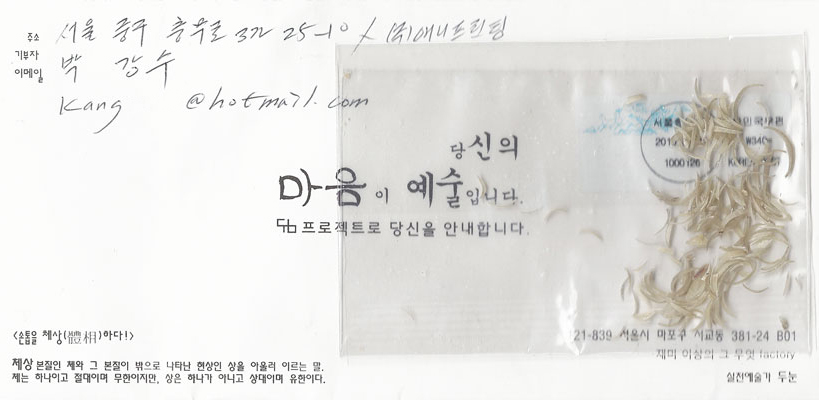 주소 서울 중구 충무로 3가 25-10 (주)애니프린팅
기부자 박 강 수
이메일 Kang @hotmail.com
당신의
마음이 예술입니다.
프로젝트로 당신을 안내합니다.
1000126
<손톱을 체상(體相)하다!>
체상 본질인 체와 그 본질이 밖으로 나타난 현상인 상을 아울러 이르는 말.
체는 하나이고 절대이며 무한이지만, 상은 하나가 아니고 상대이며 유한이다.
21-839 서울시 마포구 서교동 381-24 B01
재미 이상의 그 무엇 factory
실천예술가 두눈